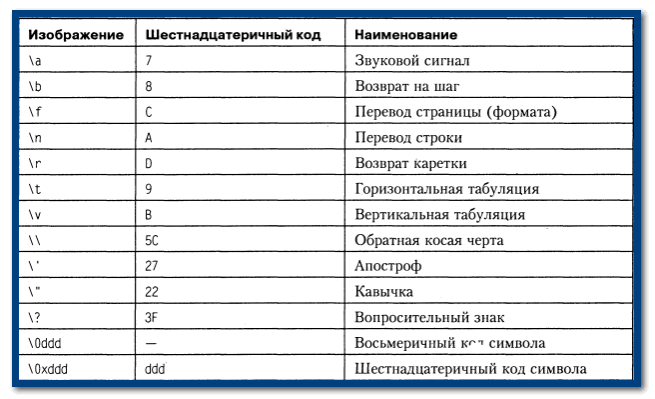 Изображение Шестнадцатеричный код Наименование
\a 7 Звуковой сигнал
\b 8 Возврат на шаг
\f C Перевод страницы (формата)
\n A Перевод строки
\r D Возврат каретки
\t 9 Горизонтальная табуляция
\v B Вертикальная табуляция
\\ 5C Обратная косая черта
\' 27 Апостроф
\" 22 Кавычка
\? 3F Вопросительный знак
\0ddd — Восьмеричный код символа
\0xddd ddd Шестнадцатеричный код символа